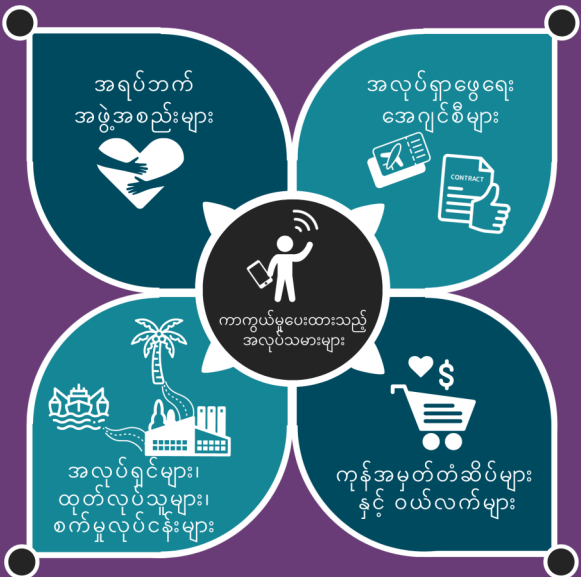 အရပ်ဘက်
အဖွဲ့အစည်းများ
အလုပ်ရှာဖွေရေး
အေဂျင်စီများ
CONTRACT
ကာကွယ်မှုပေးထားသည့်
အလုပ်သမားများ
အလုပ်ရှင်များ၊
ထုတ်လုပ်သူများ၊
စက်မှုလုပ်ငန်းများ
ကုန်အမှတ်တံဆိပ်များ
နှင့် ဝယ်လက်များ